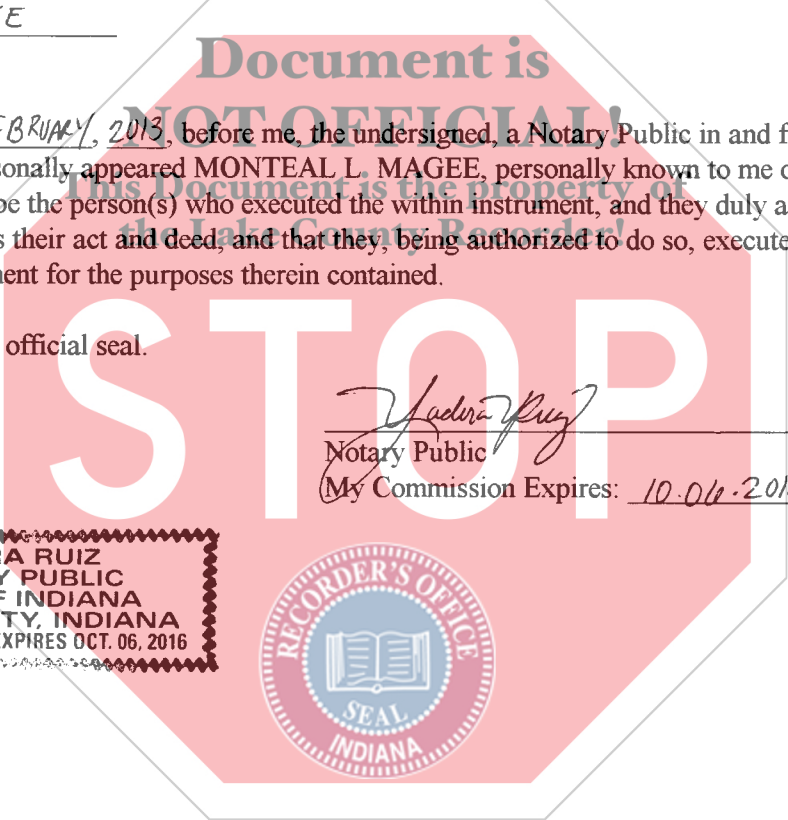 Document is
NOT OFFICIAL!
This Document is the property of
the Lake County Recorder!
STOP
EBRUARY, 2013, before me, the undersigned, a Notary Public in and f
sonally appeared MONTEAL L. MAGEE, personally known to me o
be the person(s) who executed the within instrument, and they duly a
s their act and deed, and that they, being authorized to do so, execute
ment for the purposes therein contained.
official seal.
Notary Public
My Commission Expires: 10.06.201
A RUIZ
Y PUBLIC
F INDIANA
TY, INDIANA
XPIRES OCT. 06, 2016
RECORDER'S OFFICE
SEAL
INDIANA